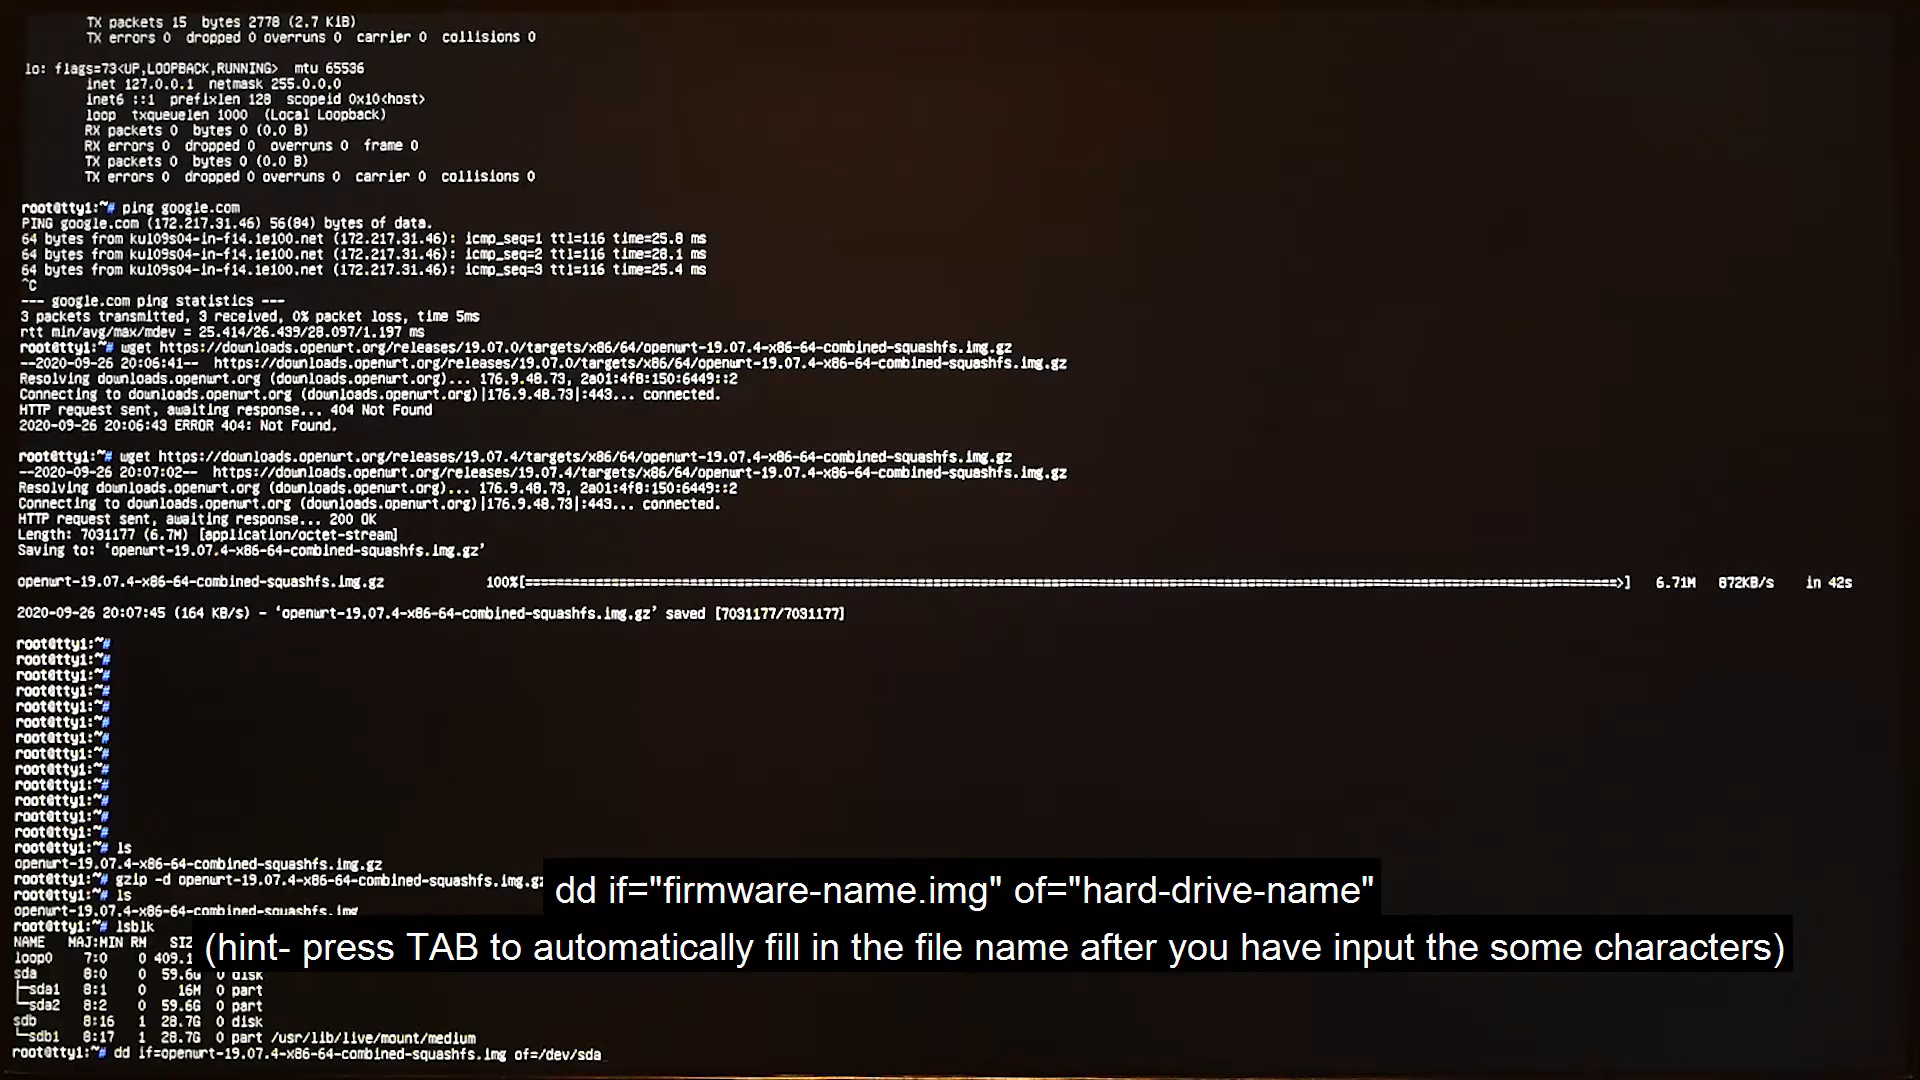 TX packets 15  bytes 2778 (2.7 KiB)
TX errors 0  dropped 0 overruns 0  carrier 0  collisions 0
lo: flags=73<UP,LOOPBACK,RUNNING>  mtu 65536
inet 127.0.0.1  netmask 255.0.0.0
inet6 ::1  prefixlen 128  scopeid 0x10<host>
loop  txqueuelen 1000  (Local Loopback)
RX packets 0  bytes 0 (0.0 B)
RX errors 0  dropped 0  overruns 0  frame 0
TX packets 0  bytes 0 (0.0 B)
TX errors 0  dropped 0 overruns 0  carrier 0  collisions 0
root@tty1:~# ping google.com
PING google.com (172.217.31.46) 56(84) bytes of data.
64 bytes from kul09s04-in-f14.1e100.net (172.217.31.46): icmp_seq=1 ttl=116 time=25.8 ms
64 bytes from kul09s04-in-f14.1e100.net (172.217.31.46): icmp_seq=2 ttl=116 time=28.1 ms
64 bytes from kul09s04-in-f14.1e100.net (172.217.31.46): icmp_seq=3 ttl=116 time=25.4 ms
^C
--- google.com ping statistics ---
3 packets transmitted, 3 received, 0% packet loss, time 5ms
rtt min/avg/max/mdev = 25.414/26.439/28.097/1.197 ms
root@tty1:~# wget https://downloads.openwrt.org/releases/19.07.0/targets/x86/64/openwrt-19.07.4-x86-64-combined-squashfs.img.gz
--2020-09-26 20:06:41--  https://downloads.openwrt.org/releases/19.07.0/targets/x86/64/openwrt-19.07.4-x86-64-combined-squashfs.img.gz
Resolving downloads.openwrt.org (downloads.openwrt.org)... 176.9.48.73, 2a01:4f8:150:6449::2
Connecting to downloads.openwrt.org (downloads.openwrt.org)|176.9.48.73|:443... connected.
HTTP request sent, awaiting response... 404 Not Found
2020-09-26 20:06:43 ERROR 404: Not Found.
root@tty1:~# wget https://downloads.openwrt.org/releases/19.07.4/targets/x86/64/openwrt-19.07.4-x86-64-combined-squashfs.img.gz
--2020-09-26 20:07:02--  https://downloads.openwrt.org/releases/19.07.4/targets/x86/64/openwrt-19.07.4-x86-64-combined-squashfs.img.gz
Resolving downloads.openwrt.org (downloads.openwrt.org)... 176.9.48.73, 2a01:4f8:150:6449::2
Connecting to downloads.openwrt.org (downloads.openwrt.org)|176.9.48.73|:443... connected.
HTTP request sent, awaiting response... 200 OK
Length: 7031177 (6.7M) [application/octet-stream]
Saving to: ‘openwrt-19.07.4-x86-64-combined-squashfs.img.gz’
openwrt-19.07.4-x86-64-combined-squashfs.img.gz 100%[=====================================================>] 6.71M 872KB/s in 42s
2020-09-26 20:07:45 (164 KB/s) - ‘openwrt-19.07.4-x86-64-combined-squashfs.img.gz’ saved [7031177/7031177]
root@tty1:~#
root@tty1:~#
root@tty1:~#
root@tty1:~#
root@tty1:~#
root@tty1:~#
root@tty1:~#
root@tty1:~#
root@tty1:~#
root@tty1:~#
root@tty1:~#
root@tty1:~#
root@tty1:~#
root@tty1:~# ls
openwrt-19.07.4-x86-64-combined-squashfs.img.gz
root@tty1:~# gzip -d openwrt-19.07.4-x86-64-combined-squashfs.img.gz
root@tty1:~# ls
openwrt-19.07.4-x86-64-combined-squashfs.img
root@tty1:~# lsblk
NAME   MAJ:MIN RM   SIZ
loop0    7:0    0 409.1
sda      8:0    0  59.6G  0 disk
├─sda1   8:1    0    16M  0 part
└─sda2   8:2    0  59.6G  0 part
sdb      8:16   1  28.7G  0 disk
└─sdb1   8:17   1  28.7G  0 part /usr/lib/live/mount/medium
root@tty1:~# dd if=openwrt-19.07.4-x86-64-combined-squashfs.img of=/dev/sda
dd if="firmware-name.img" of="hard-drive-name"
(hint- press TAB to automatically fill in the file name after you have input the some characters)